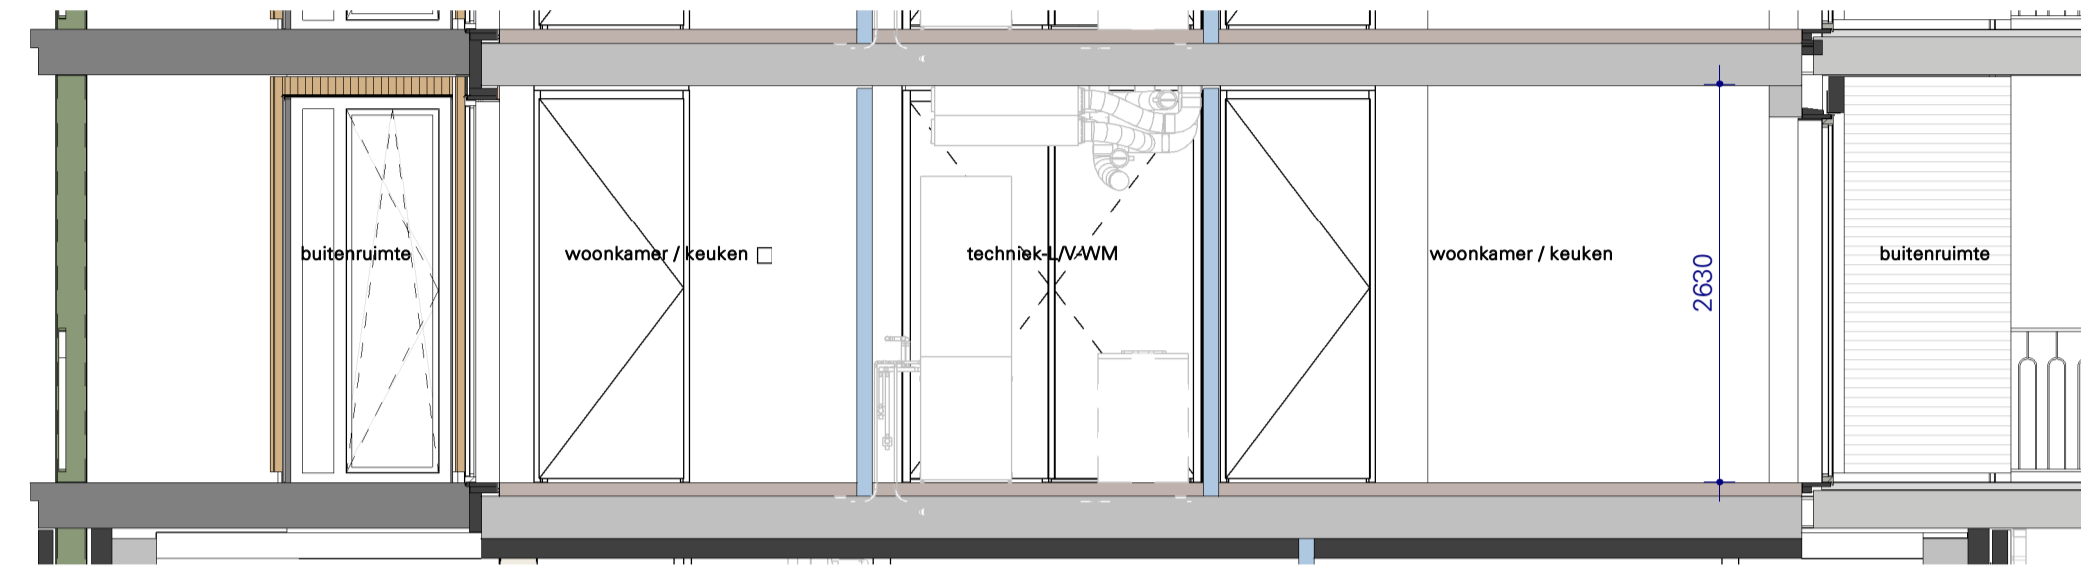 buitenruimte
woonkamer / keuken
techniek-L/V-WM
woonkamer / keuken
buitenruimte
2630